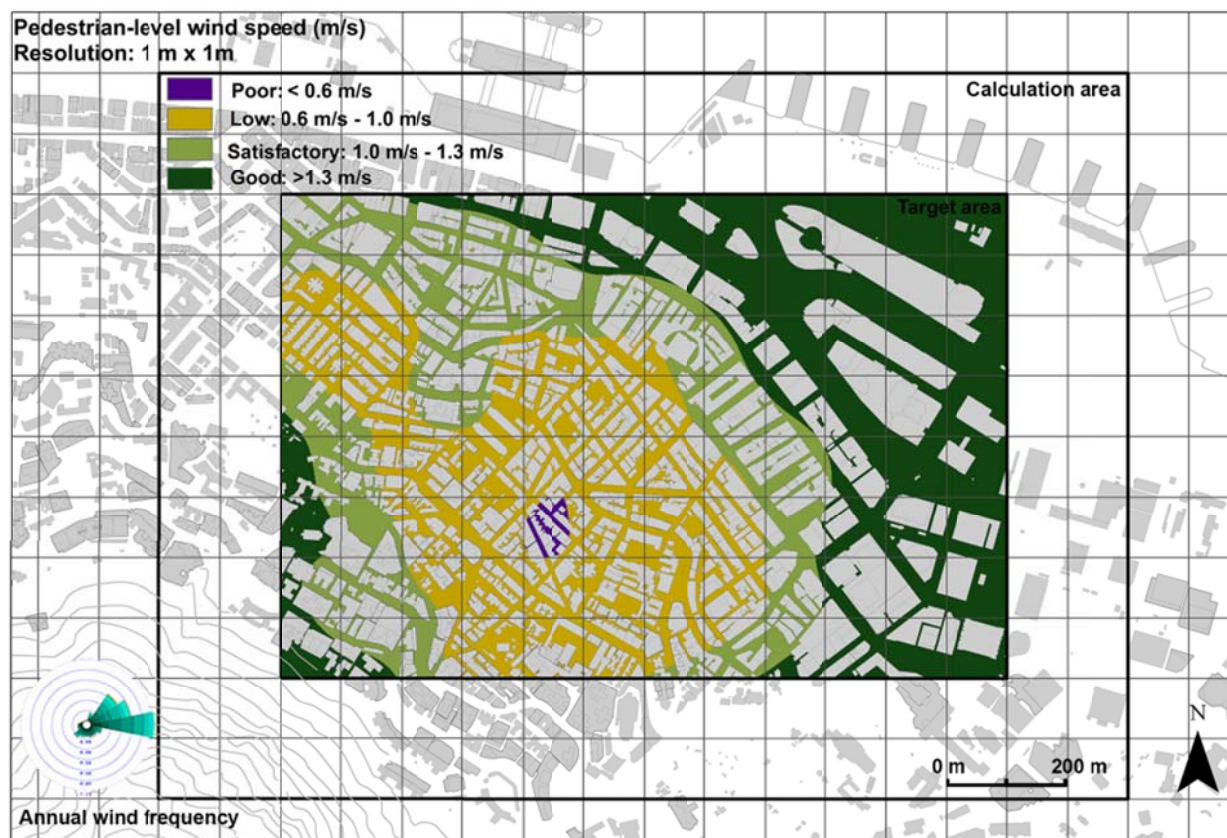 Pedestrian-level wind speed (m/s)
Resolution: 1 m x 1m
Calculation area
Poor: < 0.6 m/s
Low: 0.6 m/s - 1.0 m/s
Satisfactory: 1.0 m/s - 1.3 m/s
Good: >1.3 m/s
Target area
N
0 m
200 m
Annual wind frequency